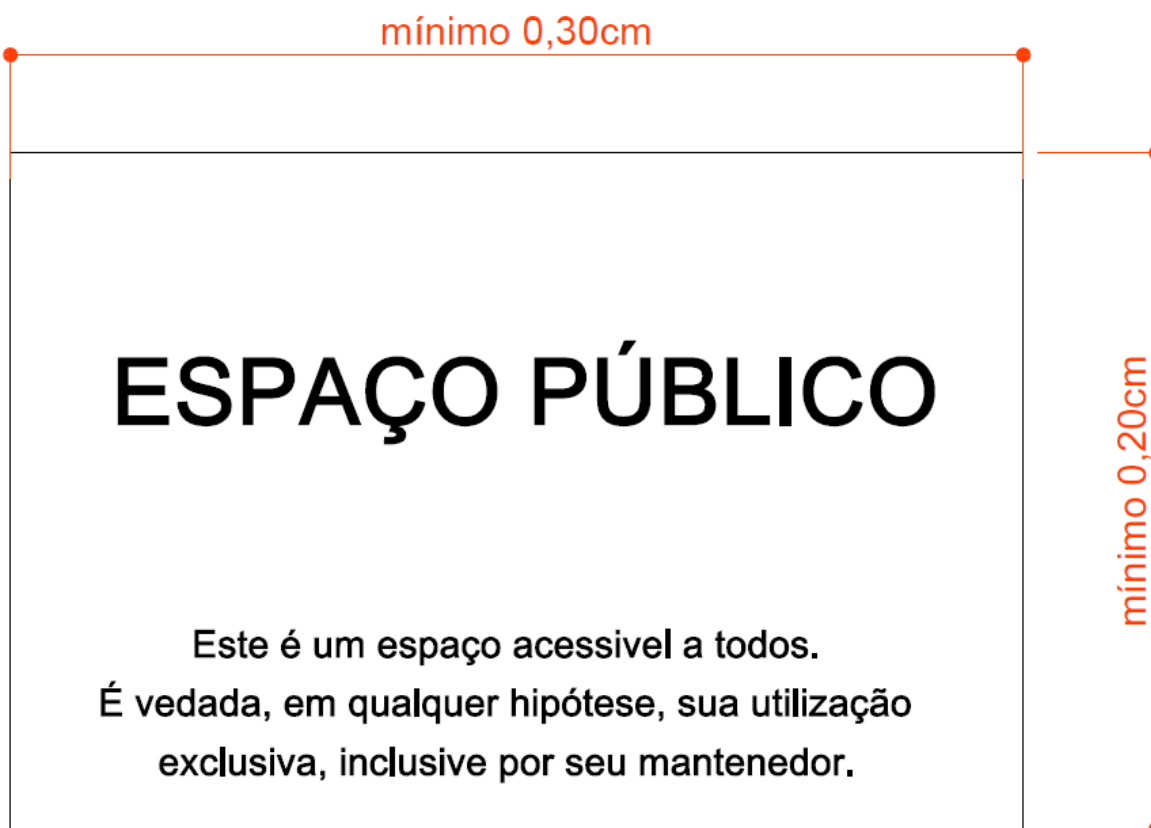 mínimo 0,30cm
ESPAÇO PÚBLICO
mínimo 0,20cm
Este é um espaço acessivel a todos.
É vedada, em qualquer hipótese, sua utilização
exclusiva, inclusive por seu mantenedor.